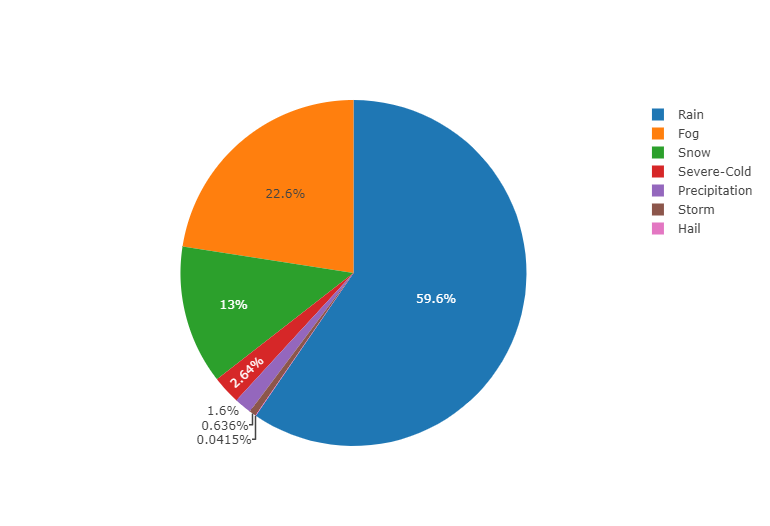 22.6%
59.6%
13%
2.64%
1.6%
0.636%
0.0415%
Rain
Fog
Snow
Severe-Cold
Precipitation
Storm
Hail